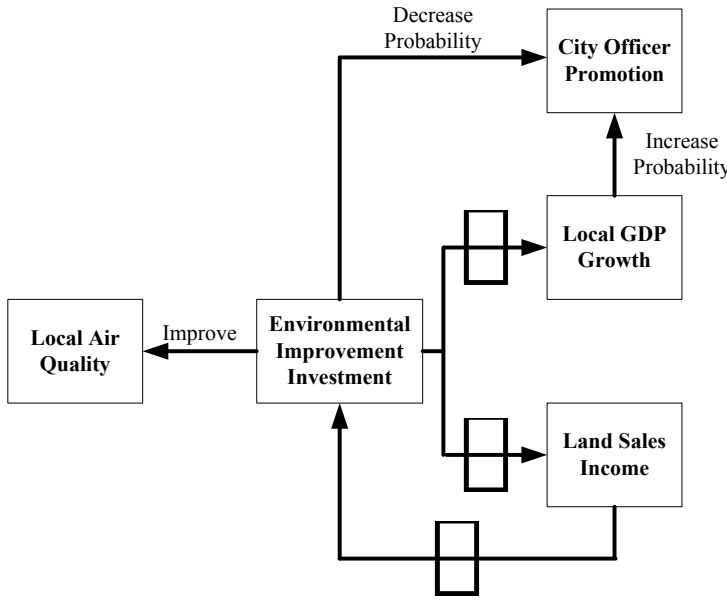 Decrease
Probability
City Officer
Promotion
Increase
Probability
Local GDP
Growth
Local Air
Quality
Improve
Environmental
Improvement
Investment
Land Sales
Income